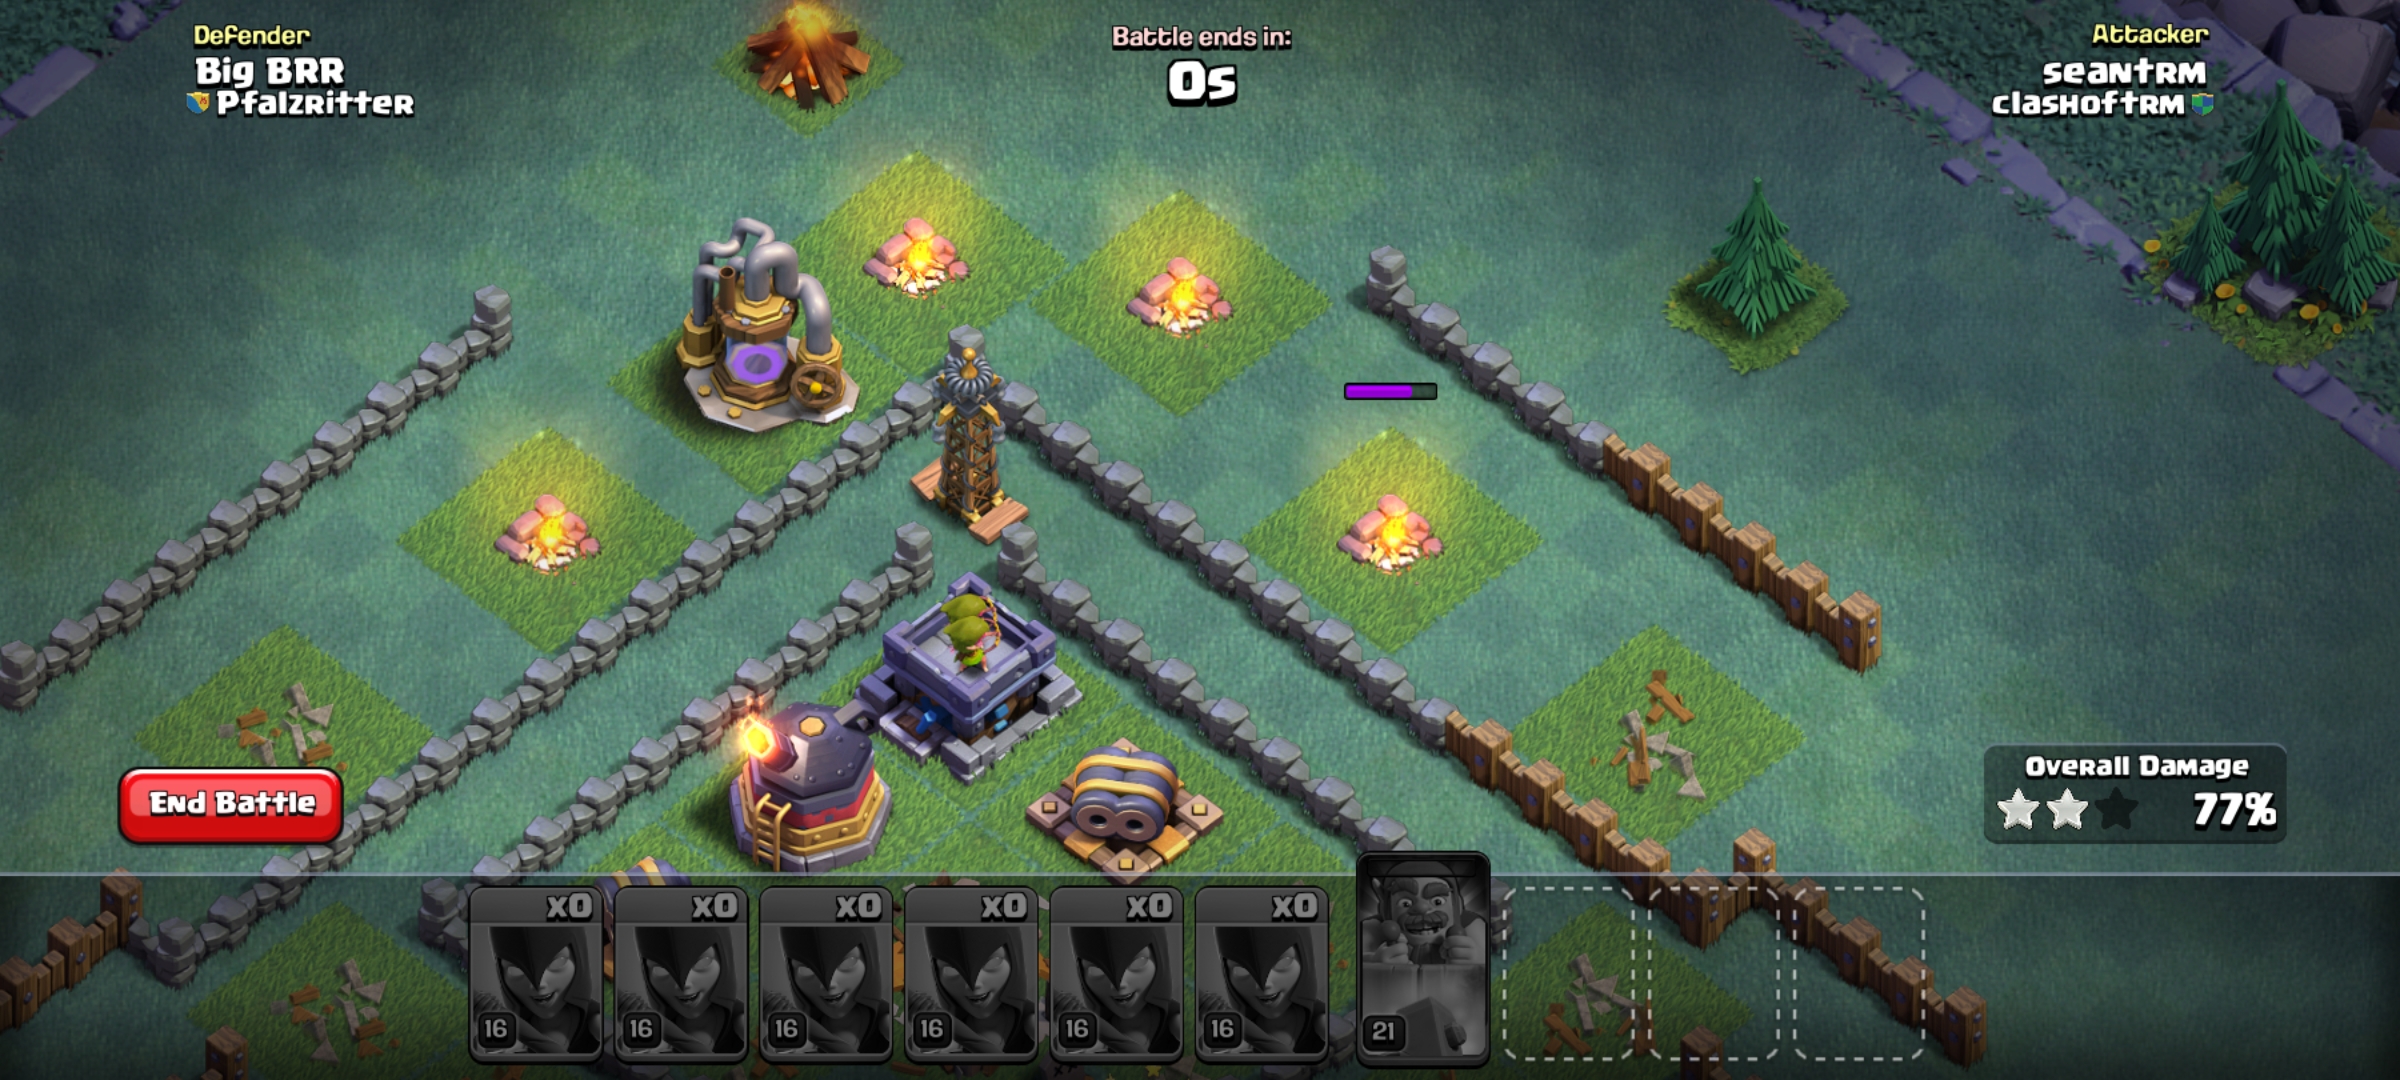 Defender
Big BRR
Pfalzritter
Battle ends in:
0s
Attacker
seantrm
clashoftrm
End Battle
Overall Damage
77%
x0
x0
x0
x0
x0
x0
16
16
16
16
16
16
21